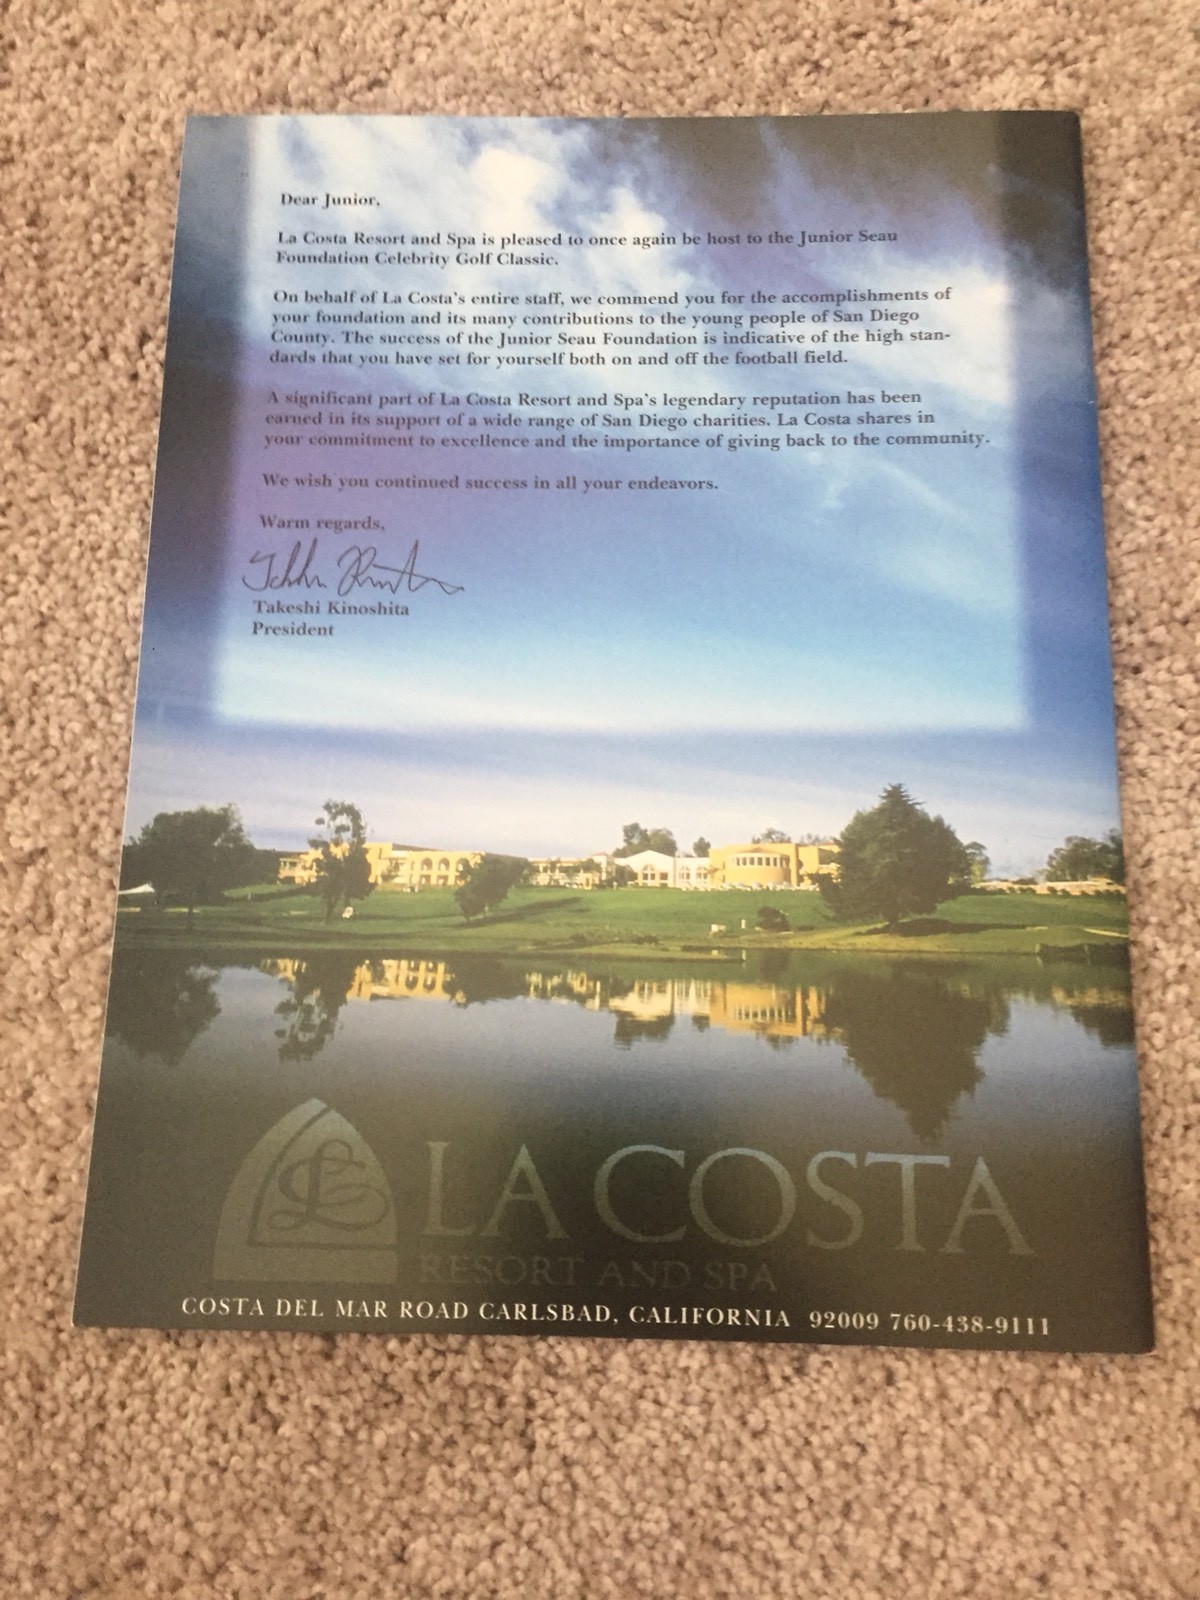 Dear Junior,
La Costa Resort and Spa is pleased to once again be host to the Junior Seau
Foundation Celebrity Golf Classic.
On behalf of La Costa's entire staff, we commend you for the accomplishments of
your foundation and its many contributions to the young people of San Diego
County. The success of the Junior Seau Foundation is indicative of the high stan-
dards that you have set for yourself both on and off the football field.
A significant part of La Costa Resort and Spa's legendary reputation has been
earned in its support of a wide range of San Diego charities. La Costa shares in
your commitment to excellence and the importance of giving back to the community.
We wish you continued success in all your endeavors.
Warm regards,
Takeshi Kinoshita
President
LA COSTA
RESORT AND SPA
COSTA DEL MAR ROAD CARLSBAD, CALIFORNIA 92009 760-438-9111